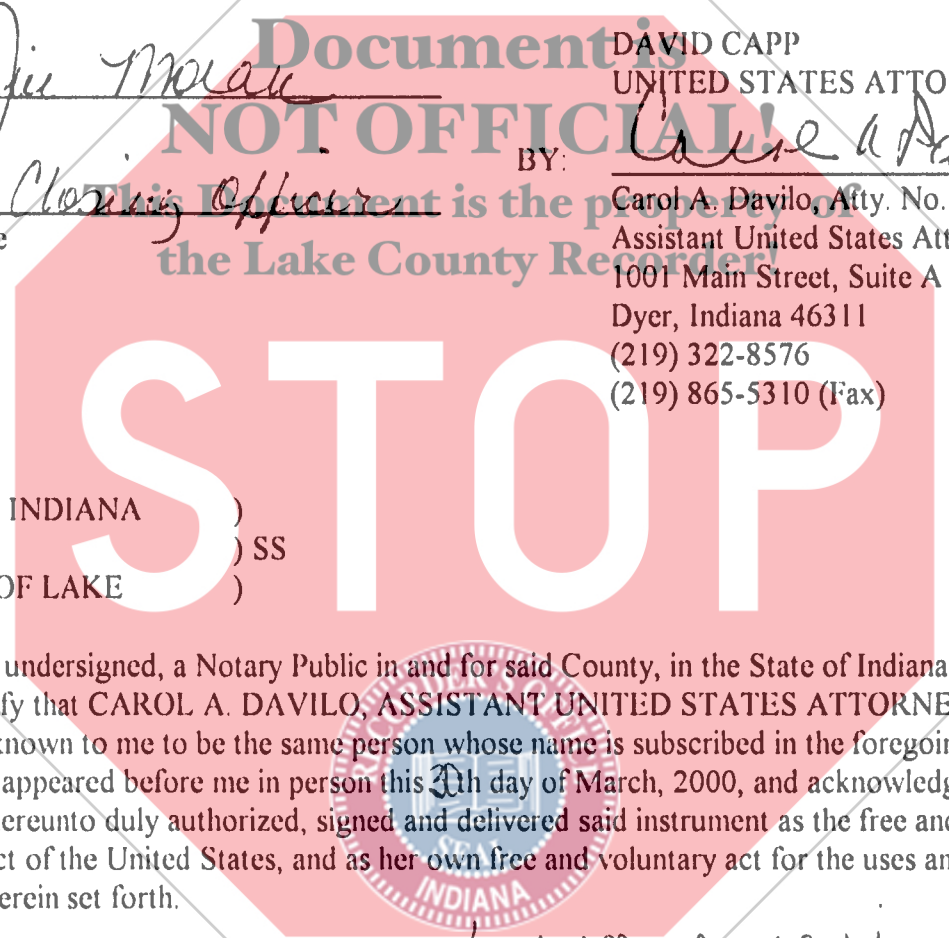 Document is
NOT OFFICIAL!
This Document is the property of
the Lake County Recorder!
STOP
Moran
Closing Officer
DAVID CAPP
UNITED STATES ATTO
BY:
Carol A. Davilo, Atty. No.
Assistant United States Att
1001 Main Street, Suite A
Dyer, Indiana 46311
(219) 322-8576
(219) 865-5310 (Fax)
INDIANA )
) SS
OF LAKE )
undersigned, a Notary Public in and for said County, in the State of Indiana
fy that CAROL A. DAVILO, ASSISTANT UNITED STATES ATTORNE
known to me to be the same person whose name is subscribed in the foregoin
appeared before me in person this 30th day of March, 2000, and acknowledg
ereunto duly authorized, signed and delivered said instrument as the free and
ct of the United States, and as her own free and voluntary act for the uses an
erein set forth.
RECORDER'S OFFICE
SEAL
INDIANA